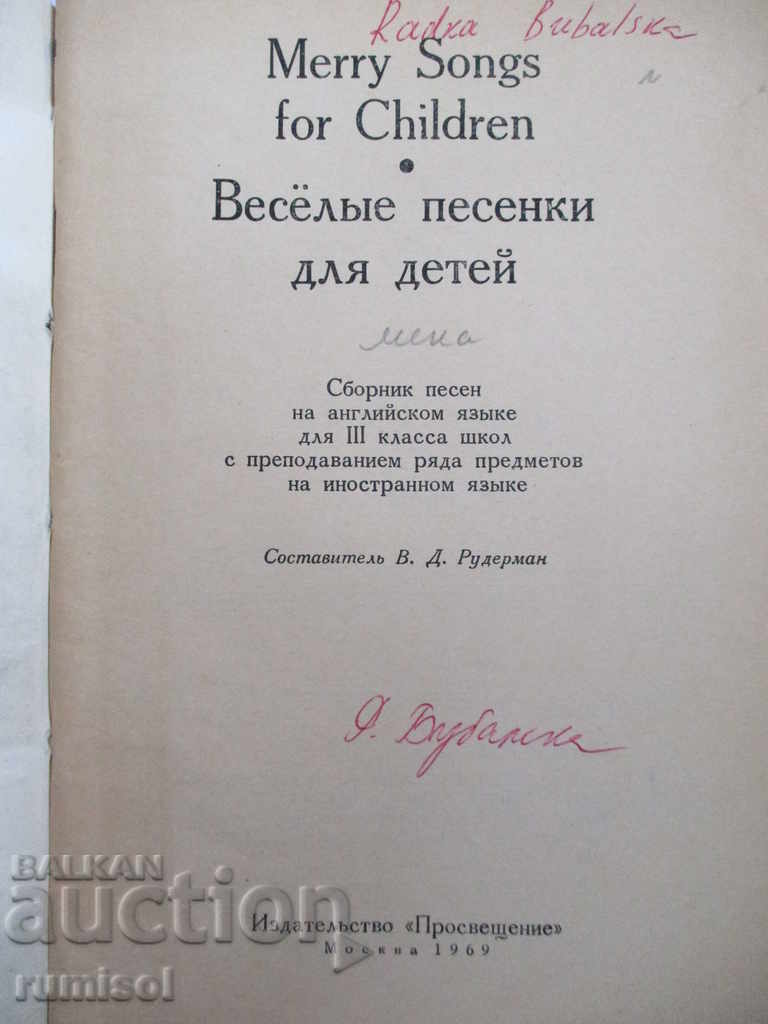 Radka Bubalska
Merry Songs
for Children
•
Весёлые песенки
для детей
Сборник песен
на английском языке
для III класса школ
с преподаванием ряда предметов
на иностранном языке
Составитель В. Д. Рудерман
Р. Бубалска
Издательство «Просвещение»
Москва 1969
BALKAN
auction
rumisol